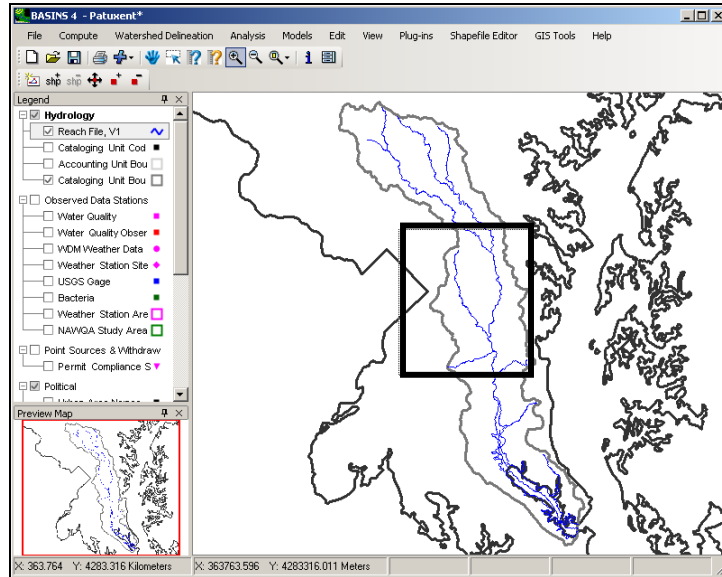 BASINS 4 - Patuxent*
File Compute Watershed Delineation Analysis Models Edit View Plug-ins Shapefile Editor GIS Tools Help
shp shp
Legend
Hydrology
Reach File, V1
Cataloging Unit Cod
Accounting Unit Bou
Cataloging Unit Bou
Observed Data Stations
Water Quality
Water Quality Obser
WDM Weather Data
Weather Station Site
USGS Gage
Bacteria
Weather Station Are
NAWQA Study Area
Point Sources & Withdraw
Permit Compliance S
Political
Preview Map
X: 363.764 Y: 4283.316 Kilometers X: 363763.596 Y: 4283316.011 Meters